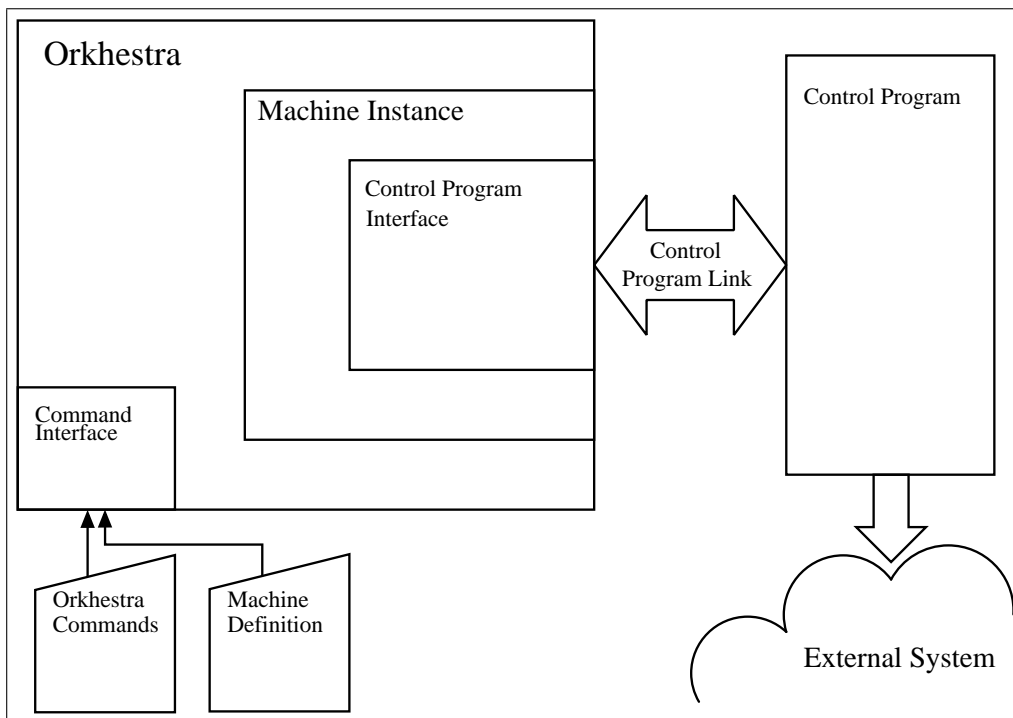 Orkhestra
Machine Instance
Control Program
Interface
Control
Program Link
Control Program
Command
Interface
Orkhestra
Commands
Machine
Definition
External System